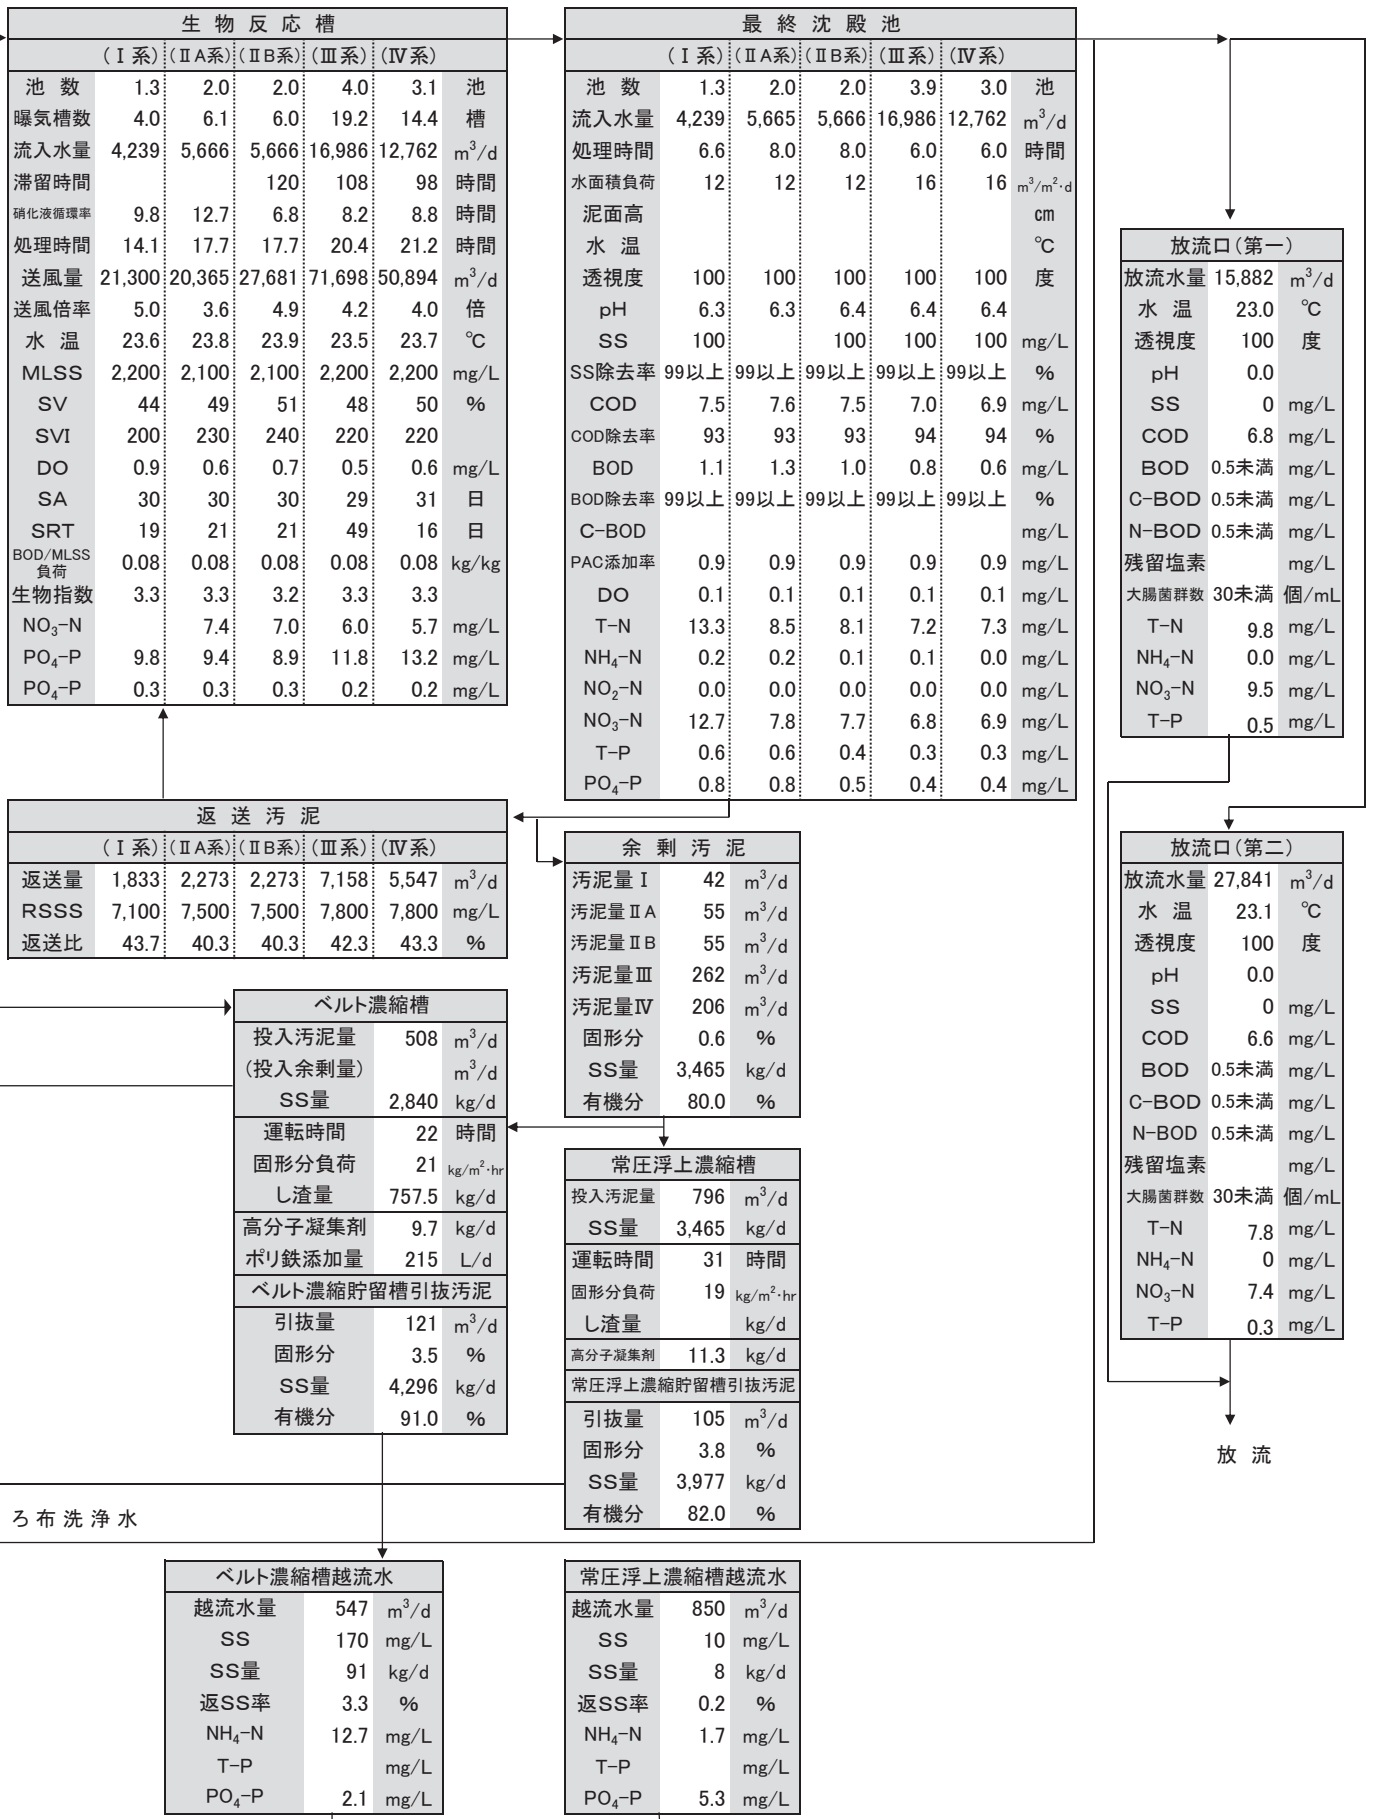 生物反応槽
(Ⅰ系) (ⅡA系) (ⅡB系) (Ⅲ系) (Ⅳ系)
池数 1.3 2.0 2.0 4.0 3.1 池
曝気槽数 4.0 6.1 6.0 19.2 14.4 槽
流入水量 4,239 5,666 5,666 16,986 12,762 m³/d
滞留時間 120 108 98 時間
硝化液循環率 9.8 12.7 6.8 8.2 8.8 時間
処理時間 14.1 17.7 17.7 20.4 21.2 時間
送風量 21,300 20,365 27,681 71,698 50,894 m³/d
送風倍率 5.0 3.6 4.9 4.2 4.0 倍
水温 23.6 23.8 23.9 23.5 23.7 ℃
MLSS 2,200 2,100 2,100 2,200 2,200 mg/L
SV 44 49 51 48 50 %
SVI 200 230 240 220 220
DO 0.9 0.6 0.7 0.5 0.6 mg/L
SA 30 30 30 29 31 日
SRT 19 21 21 49 16 日
BOD/MLSS負荷 0.08 0.08 0.08 0.08 0.08 kg/kg
生物指数 3.3 3.3 3.2 3.3 3.3
NO₃-N 7.4 7.0 6.0 5.7 mg/L
PO₄-P 9.8 9.4 8.9 11.8 13.2 mg/L
PO₄-P 0.3 0.3 0.3 0.2 0.2 mg/L
最終沈殿池
(Ⅰ系) (ⅡA系) (ⅡB系) (Ⅲ系) (Ⅳ系)
池数 1.3 2.0 2.0 3.9 3.0 池
流入水量 4,239 5,665 5,666 16,986 12,762 m³/d
処理時間 6.6 8.0 8.0 6.0 6.0 時間
水面積負荷 12 12 12 16 16 m³/m²・d
泥面高 cm
水温 ℃
透視度 100 100 100 100 100 度
pH 6.3 6.3 6.4 6.4 6.4
SS 100 100 100 100 mg/L
SS除去率 99以上 99以上 99以上 99以上 99以上 %
COD 7.5 7.6 7.5 7.0 6.9 mg/L
COD除去率 93 93 93 94 94 %
BOD 1.1 1.3 1.0 0.8 0.6 mg/L
BOD除去率 99以上 99以上 99以上 99以上 99以上 %
C-BOD mg/L
PAC添加率 0.9 0.9 0.9 0.9 0.9 mg/L
DO 0.1 0.1 0.1 0.1 0.1 mg/L
T-N 13.3 8.5 8.1 7.2 7.3 mg/L
NH₄-N 0.2 0.2 0.1 0.1 0.0 mg/L
NO₂-N 0.0 0.0 0.0 0.0 0.0 mg/L
NO₃-N 12.7 7.8 7.7 6.8 6.9 mg/L
T-P 0.6 0.6 0.4 0.3 0.3 mg/L
PO₄-P 0.8 0.8 0.5 0.4 0.4 mg/L
放流口(第一)
放流水量 15,882 m³/d
水温 23.0 ℃
透視度 100 度
pH 0.0
SS 0 mg/L
COD 6.8 mg/L
BOD 0.5未満 mg/L
C-BOD 0.5未満 mg/L
N-BOD 0.5未満 mg/L
残留塩素 mg/L
大腸菌群数 30未満 個/mL
T-N 9.8 mg/L
NH₄-N 0.0 mg/L
NO₃-N 9.5 mg/L
T-P 0.5 mg/L
返送汚泥
(Ⅰ系) (ⅡA系) (ⅡB系) (Ⅲ系) (Ⅳ系)
返送量 1,833 2,273 2,273 7,158 5,547 m³/d
RSSS 7,100 7,500 7,500 7,800 7,800 mg/L
返送比 43.7 40.3 40.3 42.3 43.3 %
余剰汚泥
汚泥量Ⅰ 42 m³/d
汚泥量ⅡA 55 m³/d
汚泥量ⅡB 55 m³/d
汚泥量Ⅲ 262 m³/d
汚泥量Ⅳ 206 m³/d
固形分 0.6 %
SS量 3,465 kg/d
有機分 80.0 %
放流口(第二)
放流水量 27,841 m³/d
水温 23.1 ℃
透視度 100 度
pH 0.0
SS 0 mg/L
COD 6.6 mg/L
BOD 0.5未満 mg/L
C-BOD 0.5未満 mg/L
N-BOD 0.5未満 mg/L
残留塩素 mg/L
大腸菌群数 30未満 個/mL
T-N 7.8 mg/L
NH₄-N 0 mg/L
NO₃-N 7.4 mg/L
T-P 0.3 mg/L
放流
ベルト濃縮槽
投入汚泥量 508 m³/d
(投入余剰量) m³/d
SS量 2,840 kg/d
運転時間 22 時間
固形分負荷 21 kg/m²・hr
し渣量 757.5 kg/d
高分子凝集剤 9.7 kg/d
ポリ鉄添加量 215 L/d
ベルト濃縮貯留槽引抜汚泥
引抜量 121 m³/d
固形分 3.5 %
SS量 4,296 kg/d
有機分 91.0 %
常圧浮上濃縮槽
投入汚泥量 796 m³/d
SS量 3,465 kg/d
運転時間 31 時間
固形分負荷 19 kg/m²・hr
し渣量 kg/d
高分子凝集剤 11.3 kg/d
常圧浮上濃縮貯留槽引抜汚泥
引抜量 105 m³/d
固形分 3.8 %
SS量 3,977 kg/d
有機分 82.0 %
ろ布洗浄水
ベルト濃縮槽越流水
越流水量 547 m³/d
SS 170 mg/L
SS量 91 kg/d
返SS率 3.3 %
NH₄-N 12.7 mg/L
T-P mg/L
PO₄-P 2.1 mg/L
常圧浮上濃縮槽越流水
越流水量 850 m³/d
SS 10 mg/L
SS量 8 kg/d
返SS率 0.2 %
NH₄-N 1.7 mg/L
T-P mg/L
PO₄-P 5.3 mg/L